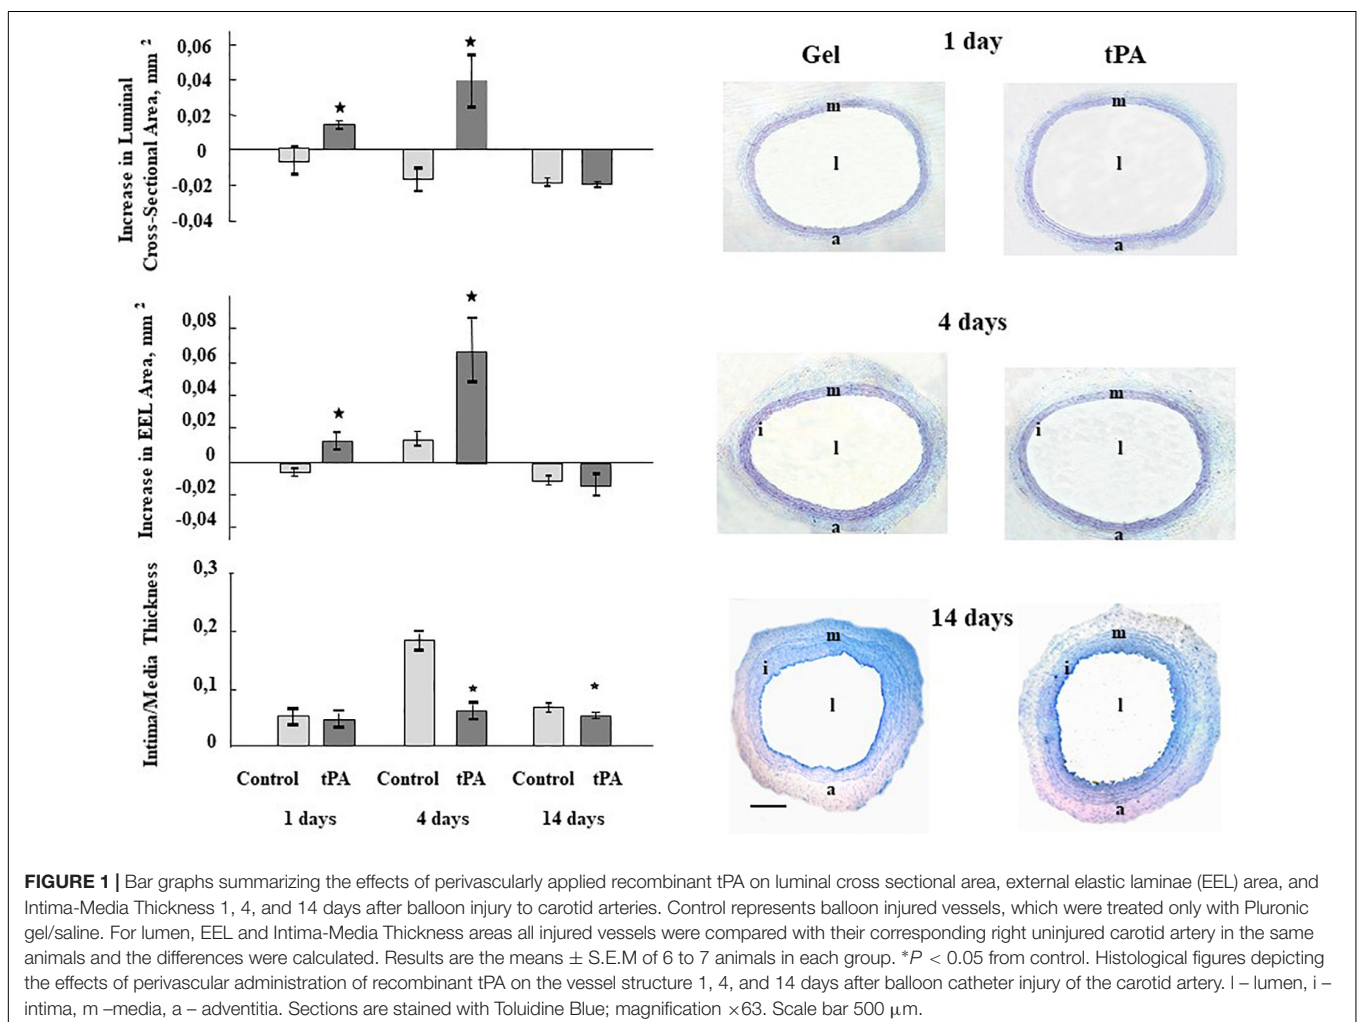 Increase in Luminal
Cross-Sectional Area, mm 2
0,06
0,04
0,02
0
-0,02
-0,04
★
★
Increase in EEL Area, mm 2
0,08
0,06
0,04
0,02
0
-0,02
-0,04
★
★
Intima/Media Thickness
0,3
0,2
0,1
0
★
★
Control tPA Control tPA Control tPA
1 days 4 days 14 days
1 day
Gel tPA
m
l
a
m
l
a
4 days
m
i
l
a
m
i
l
a
14 days
m
i
l
a
m
i
l
a
FIGURE 1 | Bar graphs summarizing the effects of perivascularly applied recombinant tPA on luminal cross sectional area, external elastic laminae (EEL) area, and
Intima-Media Thickness 1, 4, and 14 days after balloon injury to carotid arteries. Control represents balloon injured vessels, which were treated only with Pluronic
gel/saline. For lumen, EEL and Intima-Media Thickness areas all injured vessels were compared with their corresponding right uninjured carotid artery in the same
animals and the differences were calculated. Results are the means ± S.E.M of 6 to 7 animals in each group. *P < 0.05 from control. Histological figures depicting
the effects of perivascular administration of recombinant tPA on the vessel structure 1, 4, and 14 days after balloon catheter injury of the carotid artery. l – lumen, i –
intima, m –media, a – adventitia. Sections are stained with Toluidine Blue; magnification ×63. Scale bar 500 μm.